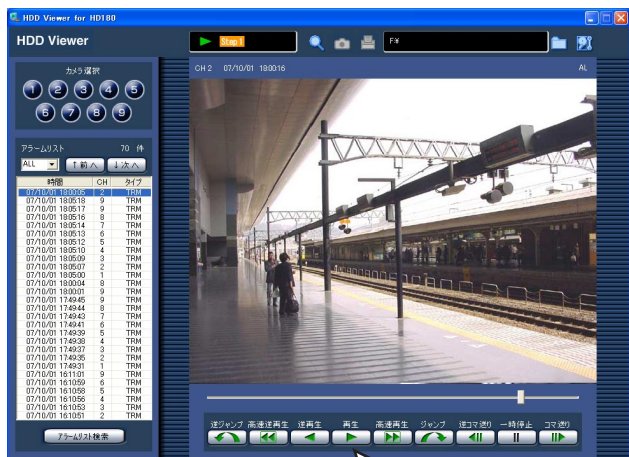 HDD Viewer for HD180
HDD Viewer
Step 1
F:¥
カメラ選択
1 2 3 4 5
6 7 8 9
CH 2 07/10/01 18:00:16 AL
アラームリスト 70 件
ALL ↑前へ ↓次へ
時間 CH タイプ
07/10/01 18:00:05 2 TRM
07/10/01 18:05:18 9 TRM
07/10/01 18:05:17 9 TRM
07/10/01 18:05:16 8 TRM
07/10/01 18:05:14 7 TRM
07/10/01 18:05:13 6 TRM
07/10/01 18:05:12 5 TRM
07/10/01 18:05:10 4 TRM
07/10/01 18:05:09 3 TRM
07/10/01 18:05:07 2 TRM
07/10/01 18:05:00 1 TRM
07/10/01 18:00:04 8 TRM
07/10/01 18:00:01 9 TRM
07/10/01 17:49:45 9 TRM
07/10/01 17:49:44 8 TRM
07/10/01 17:49:43 7 TRM
07/10/01 17:49:41 6 TRM
07/10/01 17:49:39 5 TRM
07/10/01 17:49:38 4 TRM
07/10/01 17:49:37 3 TRM
07/10/01 17:49:35 2 TRM
07/10/01 17:49:31 1 TRM
07/10/01 16:11:01 9 TRM
07/10/01 16:10:59 6 TRM
07/10/01 16:10:58 5 TRM
07/10/01 16:10:56 4 TRM
07/10/01 16:10:53 3 TRM
07/10/01 16:10:51 2 TRM
アラームリスト検索
逆ジャンプ 高速逆再生 逆再生 再生 高速再生 ジャンプ 逆コマ送り 一時停止 コマ送り